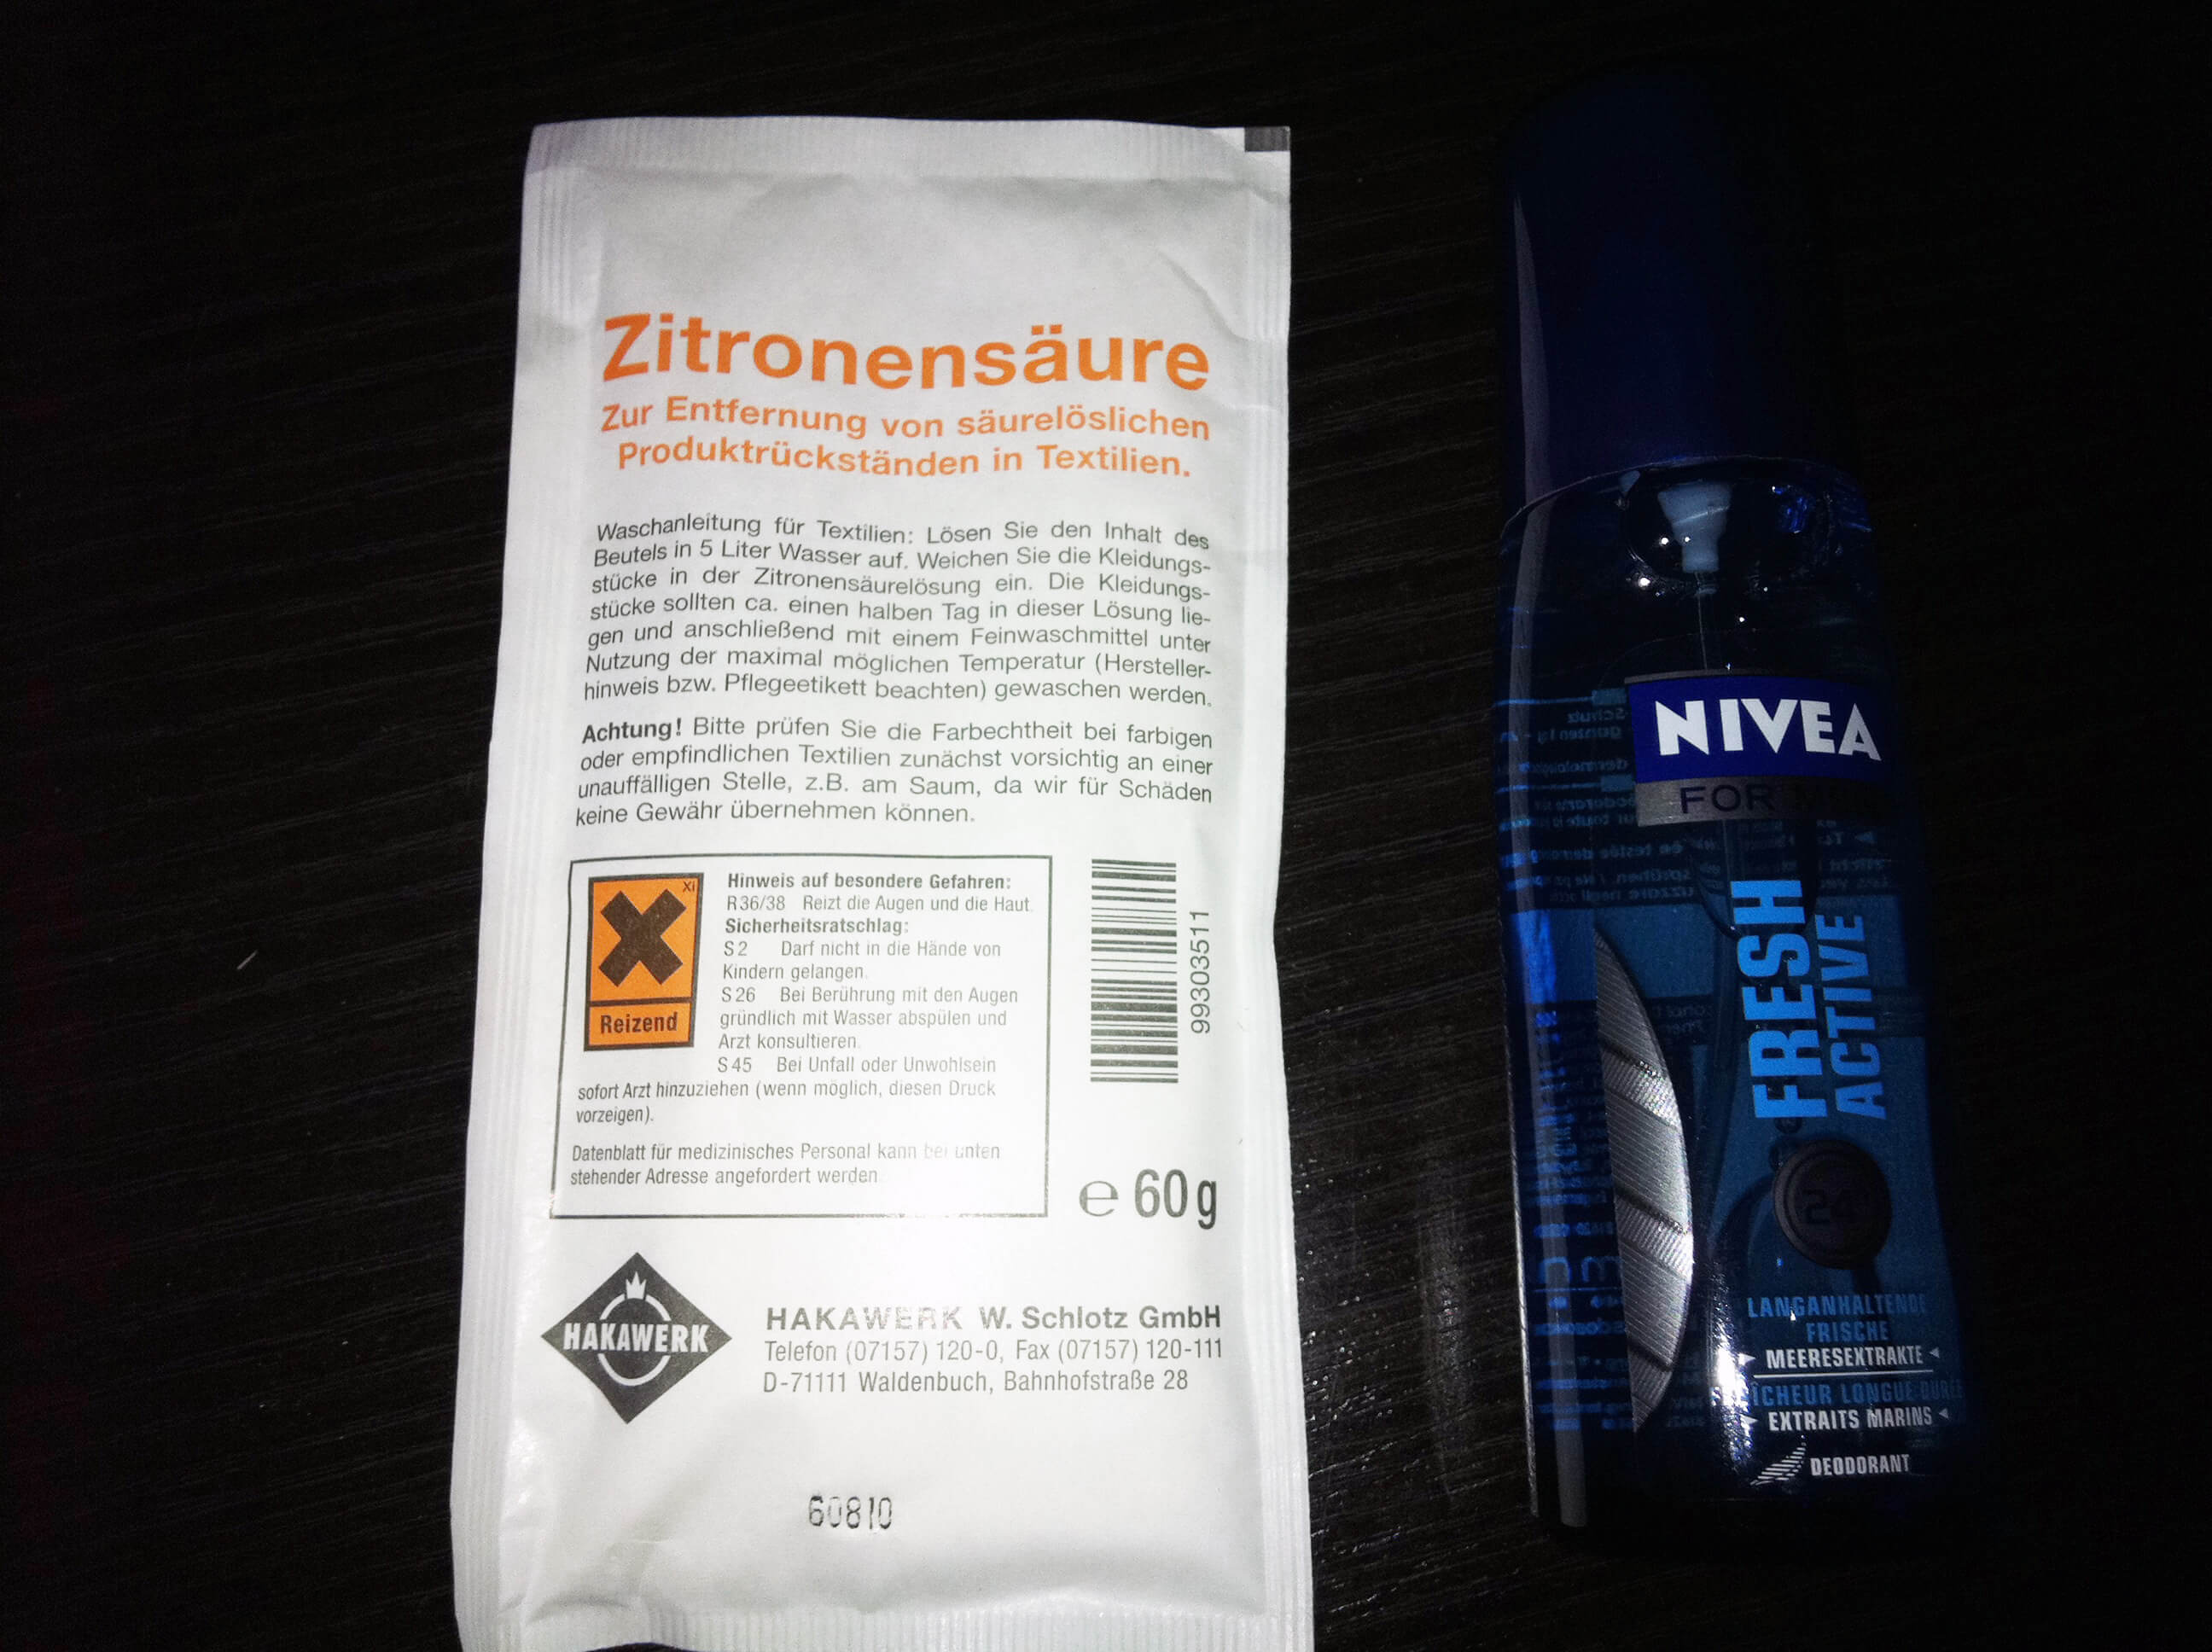 Zitronensäure
Zur Entfernung von säurelöslichen
Produktrückständen in Textilien.
Waschanleitung für Textilien: Lösen Sie den Inhalt des
Beutels in 5 Liter Wasser auf. Weichen Sie die Kleidungs-
stücke in der Zitronensäurelösung ein. Die Kleidungs-
stücke sollten ca. einen halben Tag in dieser Lösung lie-
gen und anschließend mit einem Feinwaschmittel unter
Nutzung der maximal möglichen Temperatur (Hersteller-
hinweis bzw. Pflegeetikett beachten) gewaschen werden.
Achtung! Bitte prüfen Sie die Farbechtheit bei farbigen
oder empfindlichen Textilien zunächst vorsichtig an einer
unauffälligen Stelle, z.B. am Saum, da wir für Schäden
keine Gewähr übernehmen können.
Xi
Reizend
Hinweis auf besondere Gefahren:
R36/38 Reizt die Augen und die Haut.
Sicherheitsratschlag:
S2 Darf nicht in die Hände von
Kindern gelangen.
S26 Bei Berührung mit den Augen
gründlich mit Wasser abspülen und
Arzt konsultieren.
S45 Bei Unfall oder Unwohlsein
sofort Arzt hinzuziehen (wenn möglich, diesen Druck
vorzeigen).
Datenblatt für medizinisches Personal kann bei unten
stehender Adresse angefordert werden.
99303511
e 60 g
HAKAWERK
HAKAWERK W. Schlotz GmbH
Telefon (07157) 120-0, Fax (07157) 120-111
D-71111 Waldenbuch, Bahnhofstraße 28
60810
NIVEA
FOR
FRESH
ACTIVE
24
LANGANHALTENDE
FRISCHE
MEERESEXTRAKTE
LONGUE DURÉE
EXTRAITS MARINS
DEODORANT